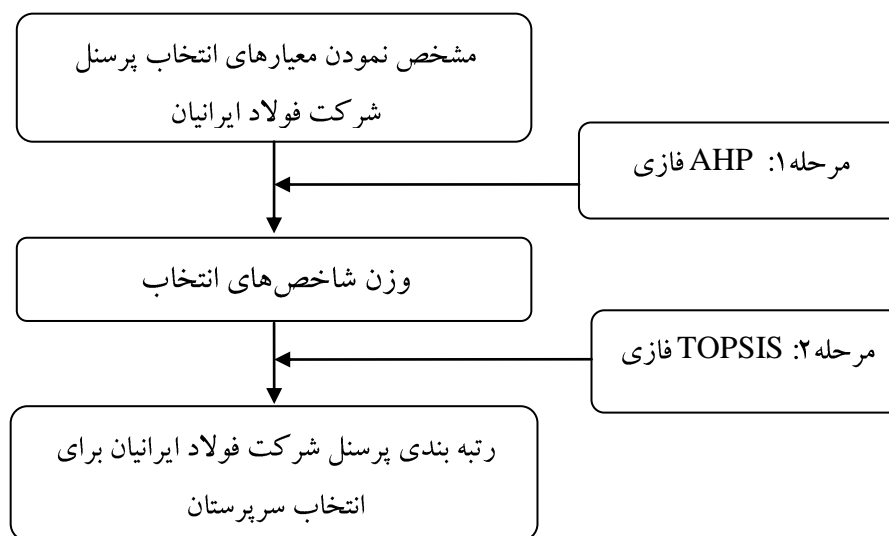 مشخص نمودن معیارهای انتخاب پرسنل
شرکت فولاد ایرانیان
مرحله۱: AHP فازی
وزن شاخص‌های انتخاب
مرحله۲: TOPSIS فازی
رتبه بندی پرسنل شرکت فولاد ایرانیان برای
انتخاب سرپرستان